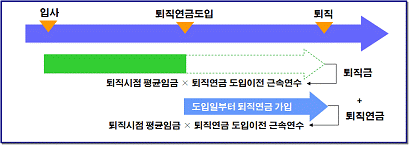 입사 퇴직연금도입 퇴직
퇴직금
퇴직시점 평균임금 × 퇴직연금 도입이전 근속연수
+
도입일부터 퇴직연금 가입
퇴직연금
퇴직시점 평균임금 × 퇴직연금 도입이전 근속연수